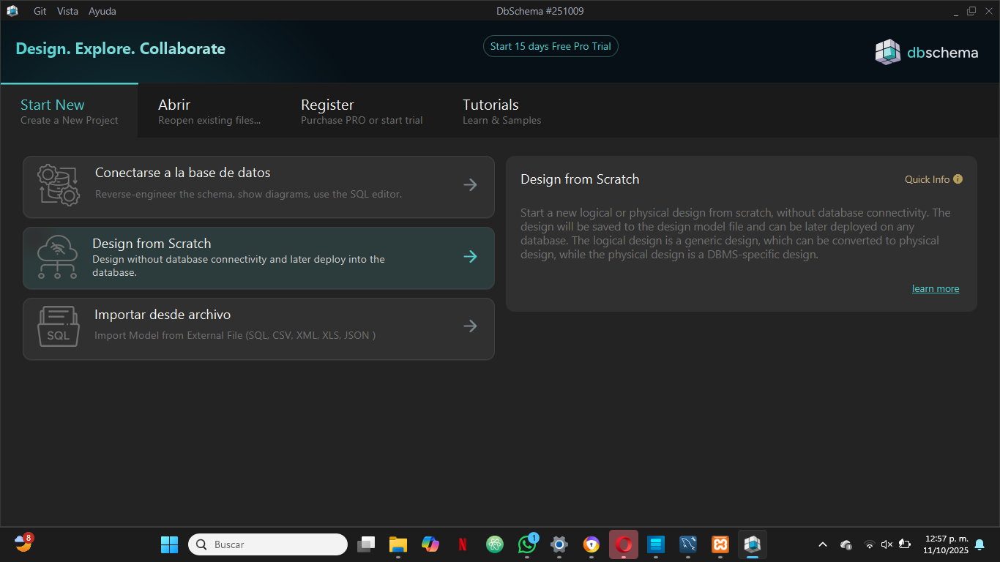 Git Vista Ayuda
DbSchema #251009
Design. Explore. Collaborate
Start 15 days Free Pro Trial
dbschema
Start New
Create a New Project
Abrir
Reopen existing files...
Register
Purchase PRO or start trial
Tutorials
Learn & Samples
Conectarse a la base de datos
Reverse-engineer the schema, show diagrams, use the SQL editor.
Design from Scratch
Design without database connectivity and later deploy into the
database.
SQL
Importar desde archivo
Import Model from External File (SQL, CSV, XML, XLS, JSON )
Design from Scratch
Quick Info i
Start a new logical or physical design from scratch, without database connectivity. The
design will be saved to the design model file and can be later deployed on any
database. The logical design is a generic design, which can be converted to physical
design, while the physical design is a DBMS-specific design.
learn more
8
Buscar
N
1
12:57 p. m.
11/10/2025